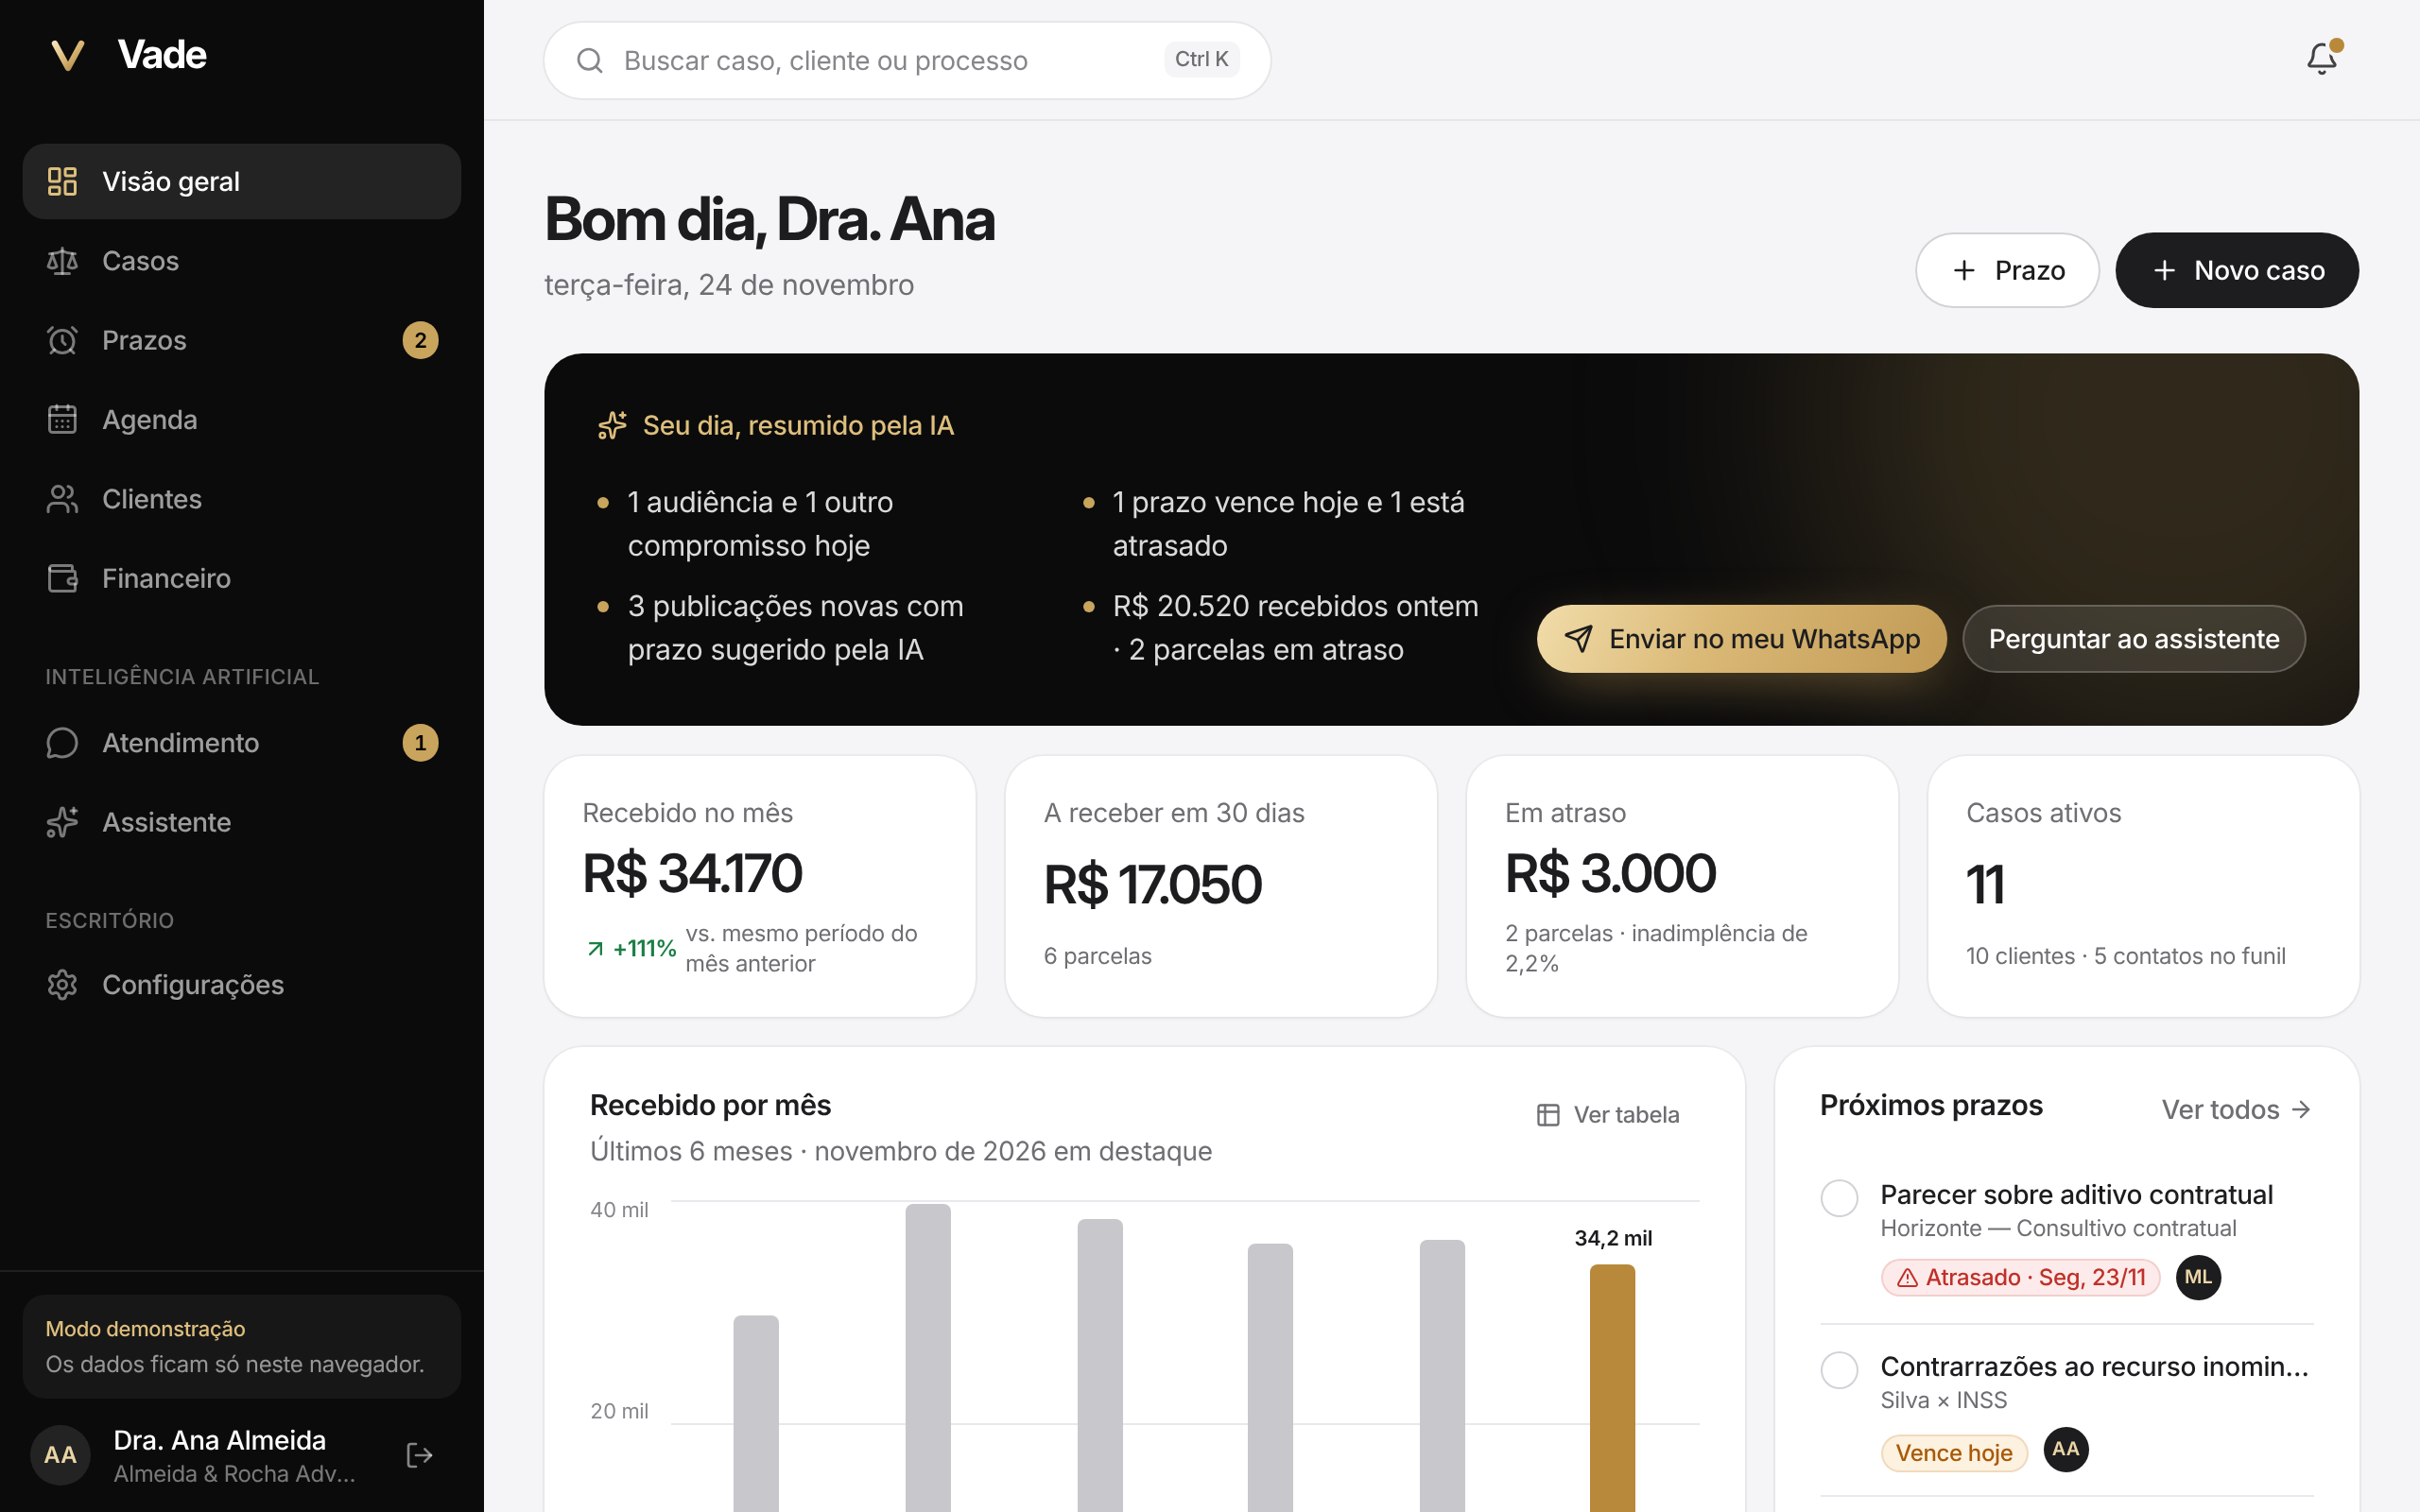 Vade
Buscar caso, cliente ou processo
Ctrl K
Visão geral
Casos
Prazos
2
Agenda
Clientes
Financeiro
INTELIGÊNCIA ARTIFICIAL
Atendimento
1
Assistente
ESCRITÓRIO
Configurações
Modo demonstração
Os dados ficam só neste navegador.
AA
Dra. Ana Almeida
Almeida & Rocha Adv...
Bom dia, Dra. Ana
terça-feira, 24 de novembro
Prazo
Novo caso
Seu dia, resumido pela IA
1 audiência e 1 outro
compromisso hoje
1 prazo vence hoje e 1 está
atrasado
3 publicações novas com
prazo sugerido pela IA
R$ 20.520 recebidos ontem
· 2 parcelas em atraso
Enviar no meu WhatsApp
Perguntar ao assistente
Recebido no mês
R$ 34.170
+111%
vs. mesmo período do
mês anterior
A receber em 30 dias
R$ 17.050
6 parcelas
Em atraso
R$ 3.000
2 parcelas · inadimplência de
2,2%
Casos ativos
11
10 clientes · 5 contatos no funil
Recebido por mês
Últimos 6 meses · novembro de 2026 em destaque
Ver tabela
40 mil
34,2 mil
20 mil
Próximos prazos
Ver todos
Parecer sobre aditivo contratual
Horizonte — Consultivo contratual
Atrasado · Seg, 23/11
ML
Contrarrazões ao recurso inomin...
Silva × INSS
Vence hoje
AA